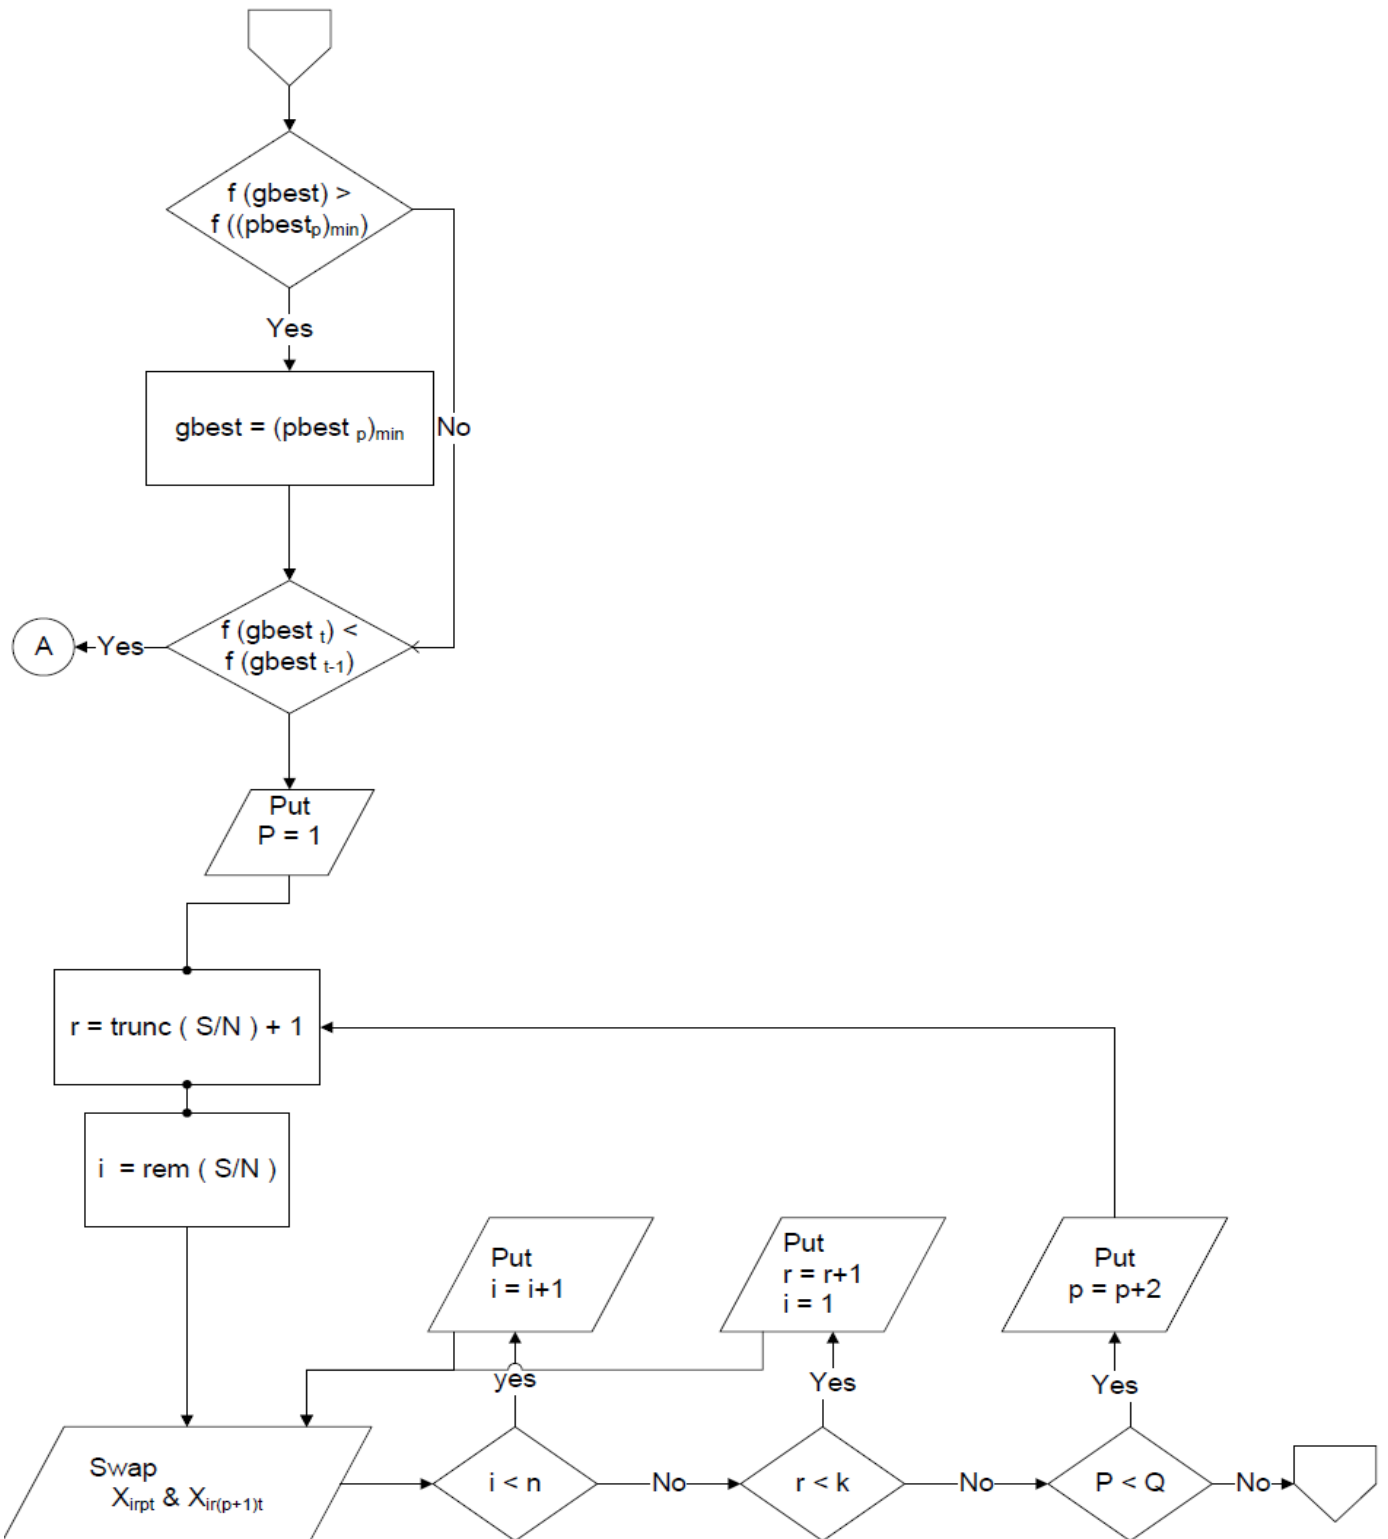 f (gbest) >
f ((pbestₚ)ₘᵢₙ)
Yes
gbest = (pbest ₚ)ₘᵢₙ
No
f (gbest ₜ) <
f (gbest ₜ₋₁)
Yes
A
Put
P = 1
r = trunc ( S/N ) + 1
i = rem ( S/N )
Put
i = i+1
Put
r = r+1
i = 1
Put
p = p+2
yes
Yes
Yes
Swap
Xirpt & Xir(p+1)t
i < n
No
r < k
No
P < Q
No